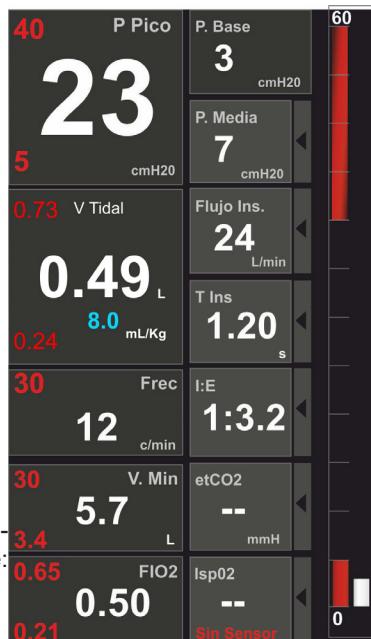 40 P Pico
23
5 cmH20
P. Base
3
cmH20
P. Media
7
cmH20
0.73 V Tidal
0.49 L
8.0 mL/Kg
0.24
Flujo Ins.
24
L/min
T Ins
1.20
s
30 Frec
12 c/min
I:E
1:3.2
30 V. Min
5.7
3.4 L
etCO2
--
mmH
0.65 FIO2
0.50
0.21
Isp02
--
Sin Sensor
60
0